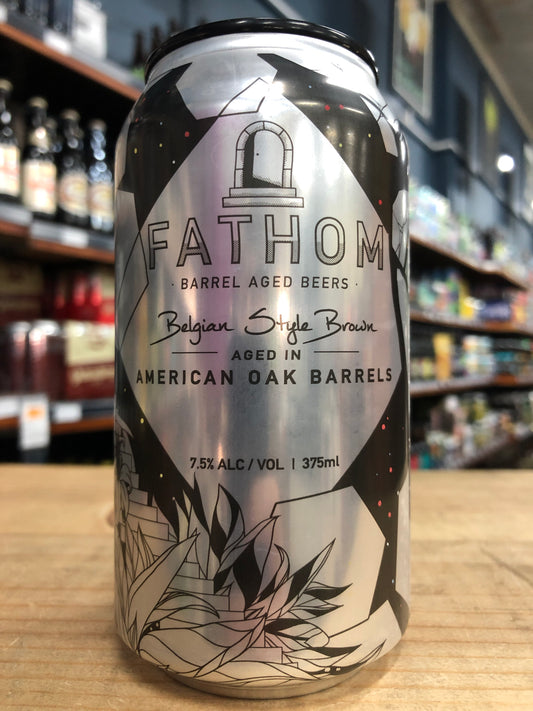 FATHOM
· BARREL AGED BEERS ·
Belgian Style Brown
AGED IN
AMERICAN OAK BARRELS
7.5% ALC / VOL | 375ml